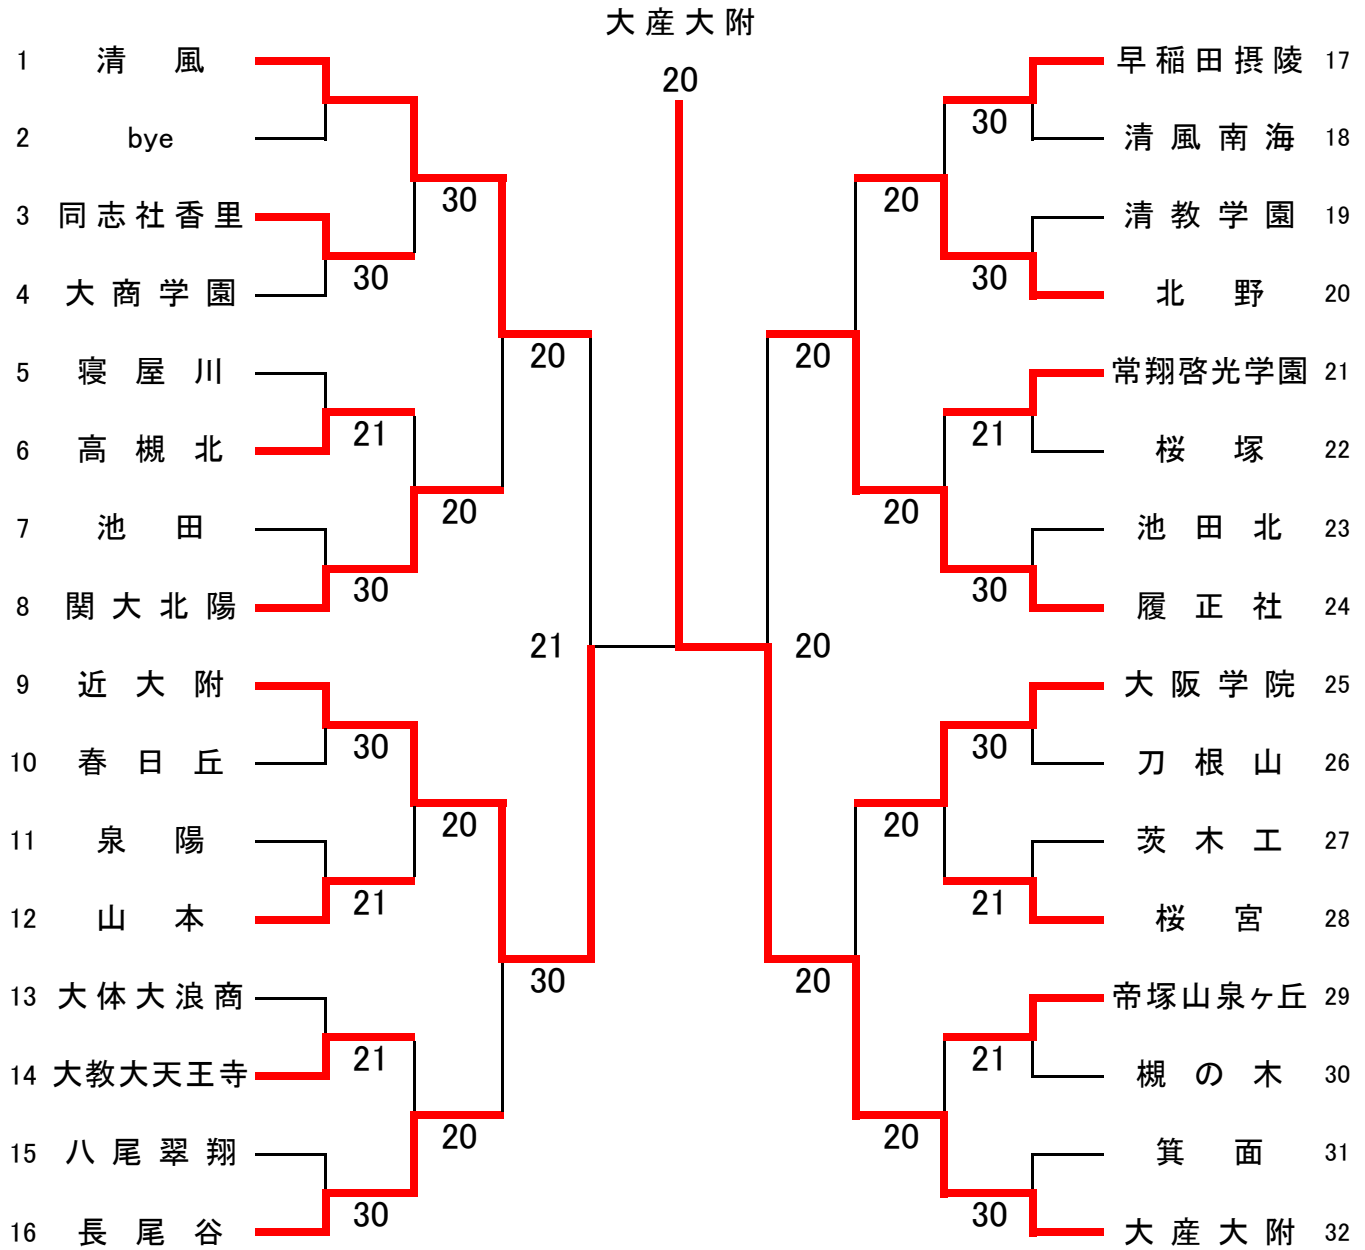 大産大附
20
1 清風
2 bye
3 同志社香里
4 大商学園
5 寝屋川
6 高槻北
7 池田
8 関大北陽
9 近大附
10 春日丘
11 泉陽
12 山本
13 大体大浪商
14 大教大天王寺
15 八尾翠翔
16 長尾谷
30
30
21
30
30
21
21
30
20
20
20
20
30
21
早稲田摂陵 17
清風南海 18
清教学園 19
北野 20
常翔啓光学園 21
桜塚 22
池田北 23
履正社 24
大阪学院 25
刀根山 26
茨木工 27
桜宮 28
帝塚山泉ヶ丘 29
槻の木 30
箕面 31
大産大附 32
30
30
21
30
30
21
21
30
20
20
20
20
20
20
20